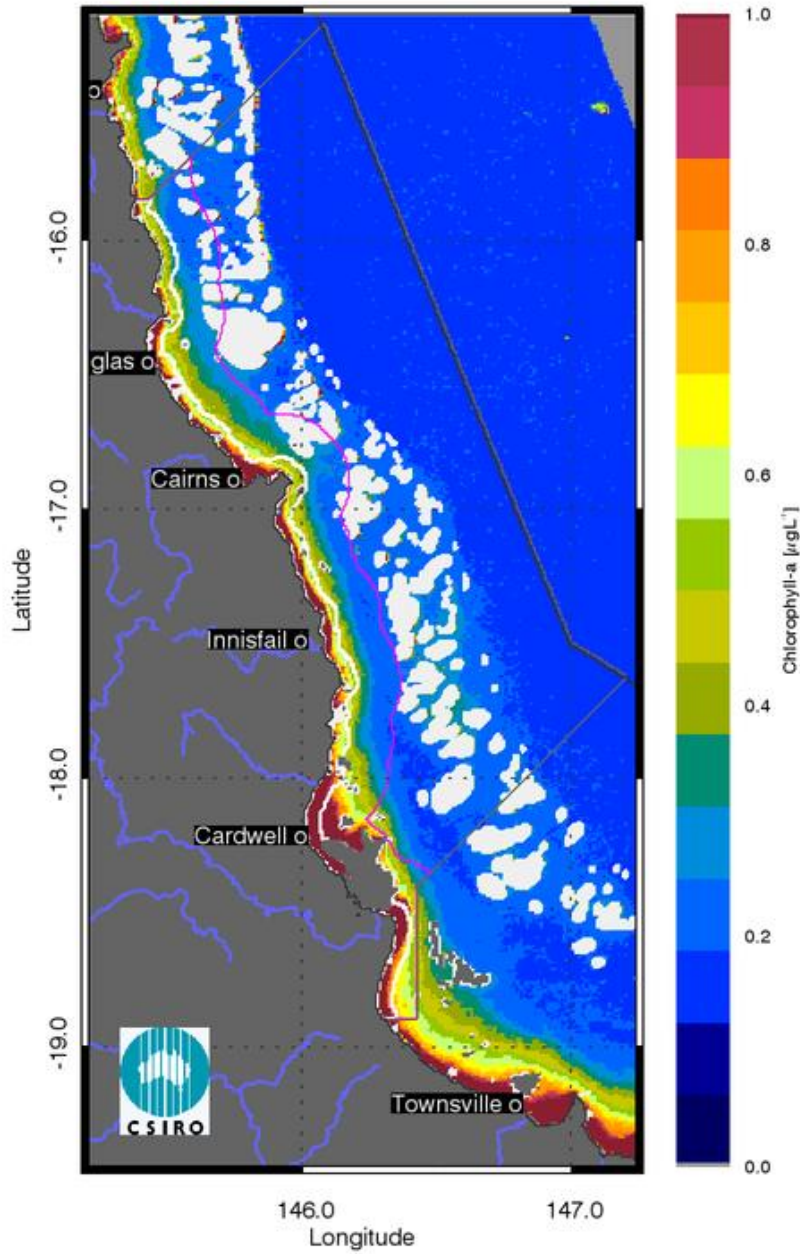 1.0
0.8
0.6
0.4
0.2
0.0
Chlorophyll-a [μgL⁻¹]
Latitude
-16.0
-17.0
-18.0
-19.0
o
glas o
Cairns o
Innisfail o
Cardwell o
Townsville o
CSIRO
146.0
147.0
Longitude